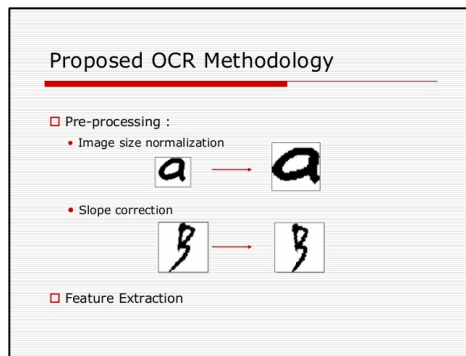 Proposed OCR Methodology
Pre-processing :
Image size normalization
a a
Slope correction
Feature Extraction